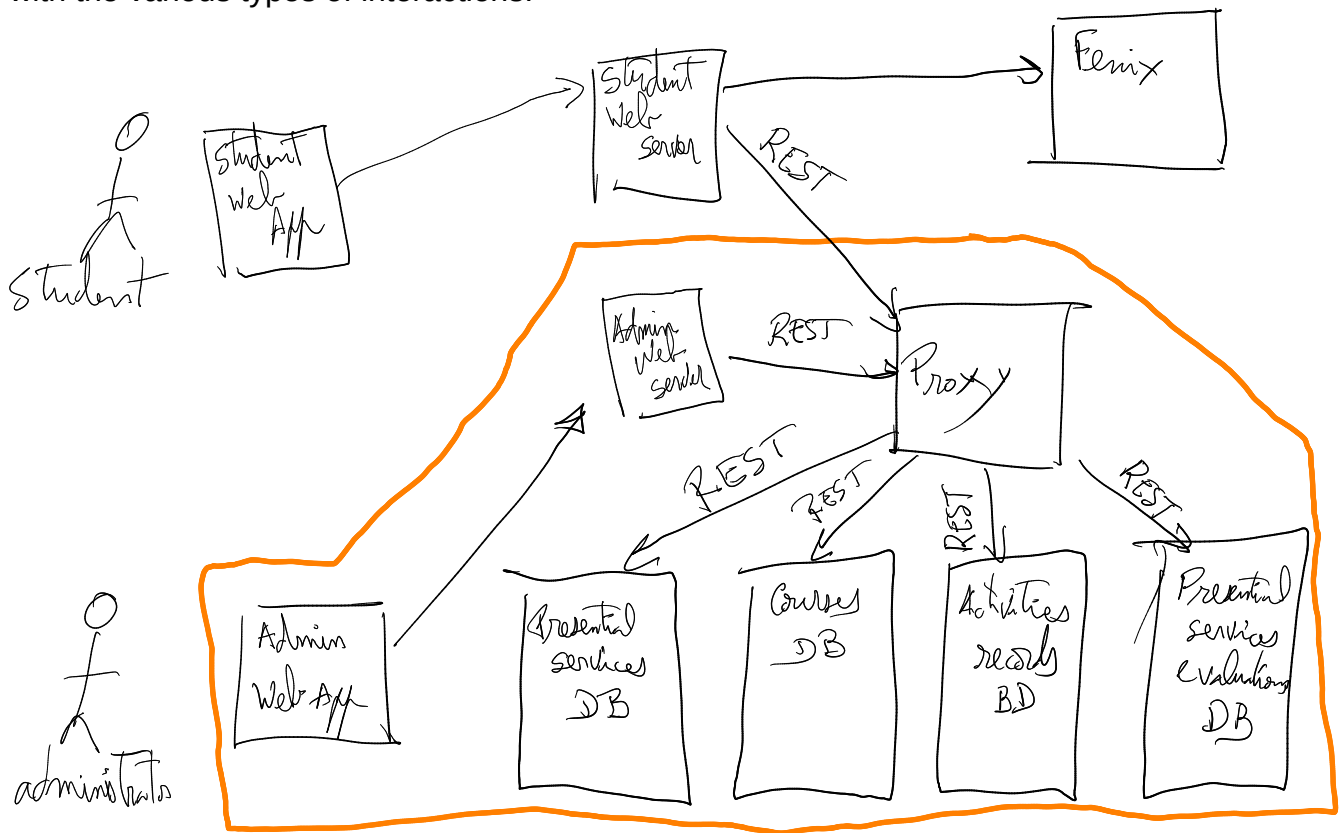 with the various types of interactions.
Student
Web
server
Fenix
Student
Web
App
REST
Student
Admin
Web
server
REST
Proxy
REST
REST
REST
REST
Admin
Web App
Presential
services
DB
Courses
DB
Activities
records
BD
Presential
services
evaluations
DB
administrator